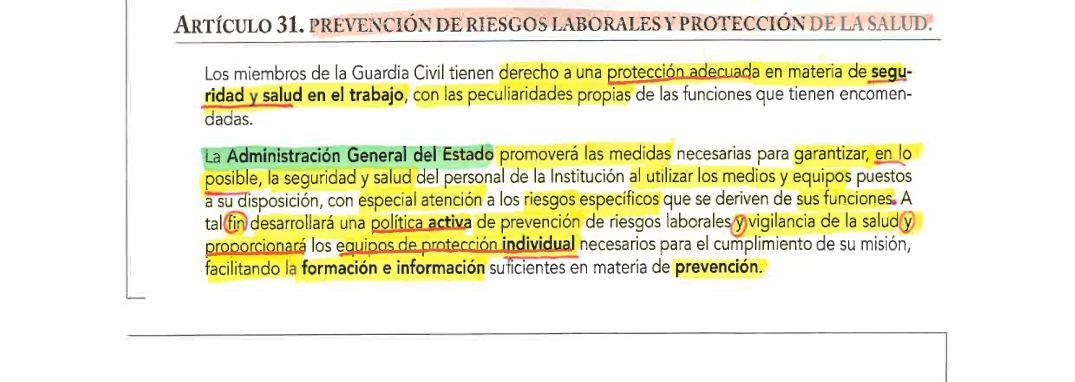 ARTÍCULO 31. PREVENCIÓN DE RIESGOS LABORALES Y PROTECCIÓN DE LA SALUD.
Los miembros de la Guardia Civil tienen derecho a una protección adecuada en materia de segu-
ridad y salud en el trabajo, con las peculiaridades propias de las funciones que tienen encomen-
dadas.
La Administración General del Estado promoverá las medidas necesarias para garantizar, en lo
posible, la seguridad y salud del personal de la Institución al utilizar los medios y equipos puestos
a su disposición, con especial atención a los riesgos específicos que se deriven de sus funciones. A
tal fin desarrollará una política activa de prevención de riesgos laborales y vigilancia de la salud y
proporcionará los equipos de protección individual necesarios para el cumplimiento de su misión,
facilitando la formación e información suficientes en materia de prevención.